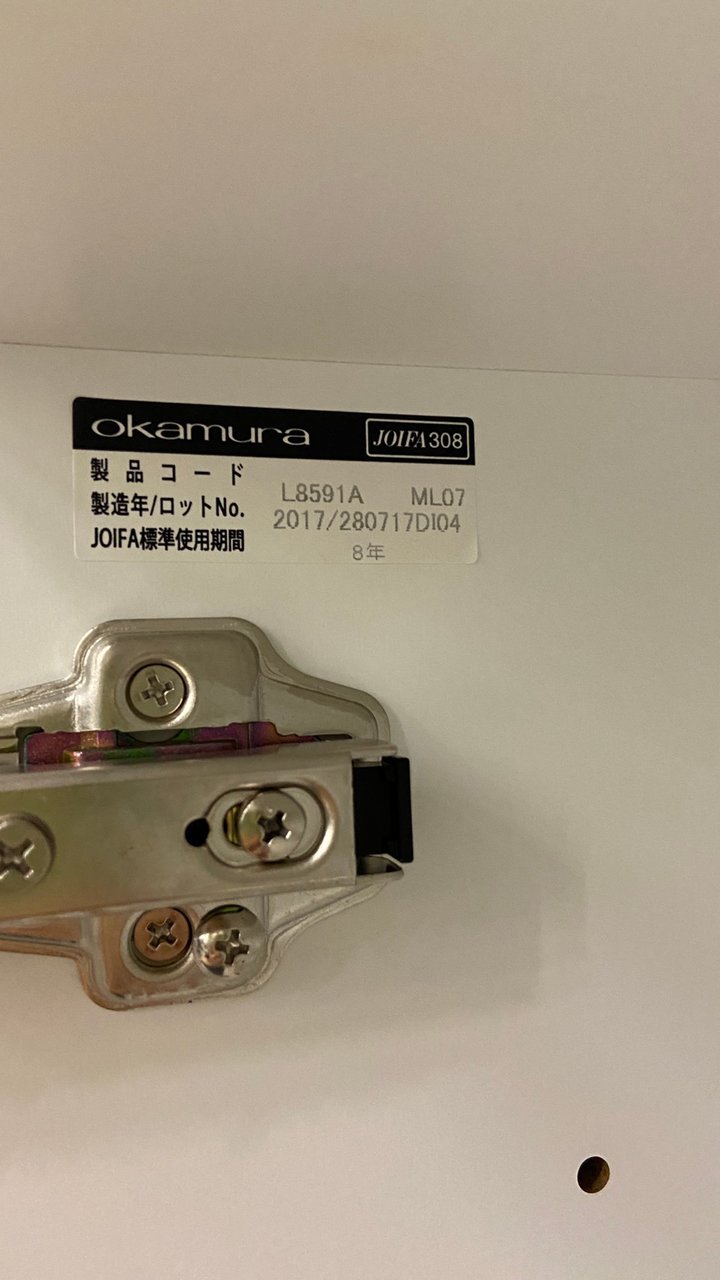 okamura JOIFA308
製品コード L8591A ML07
製造年/ロットNo. 2017/280717DI04
JOIFA標準使用期間 8年